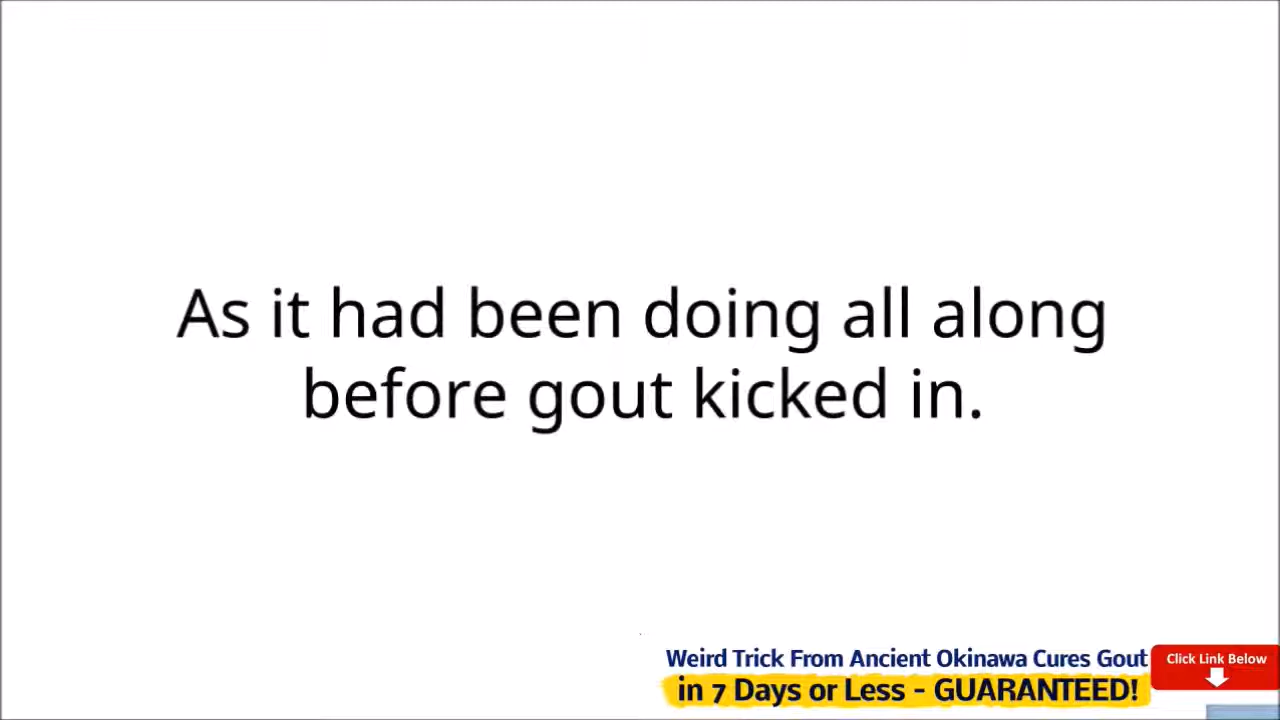 As it had been doing all along
before gout kicked in.
Weird Trick From Ancient Okinawa Cures Gout
in 7 Days or Less - GUARANTEED!
Click Link Below